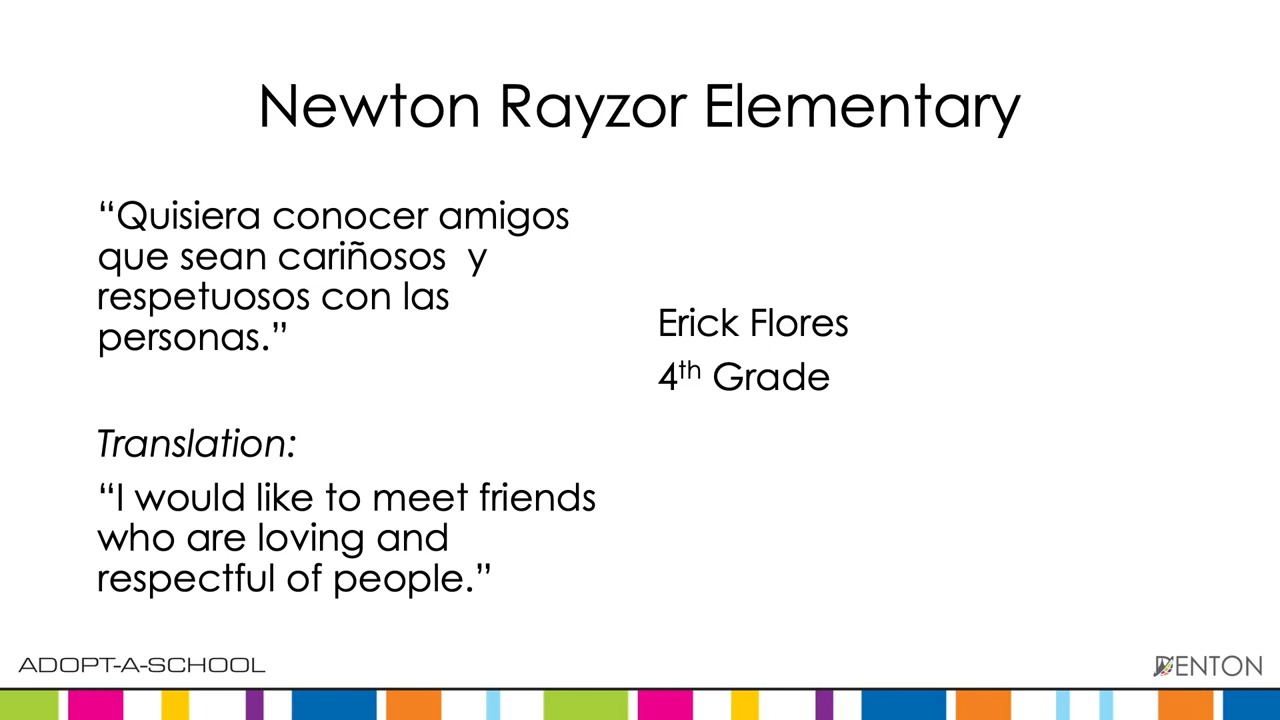 Newton Rayzor Elementary
“Quisiera conocer amigos
que sean cariñosos  y
respetuosos con las
personas.”
Translation:
“I would like to meet friends
who are loving and
respectful of people.”
Erick Flores
4th Grade
ADOPT-A-SCHOOL
DENTON